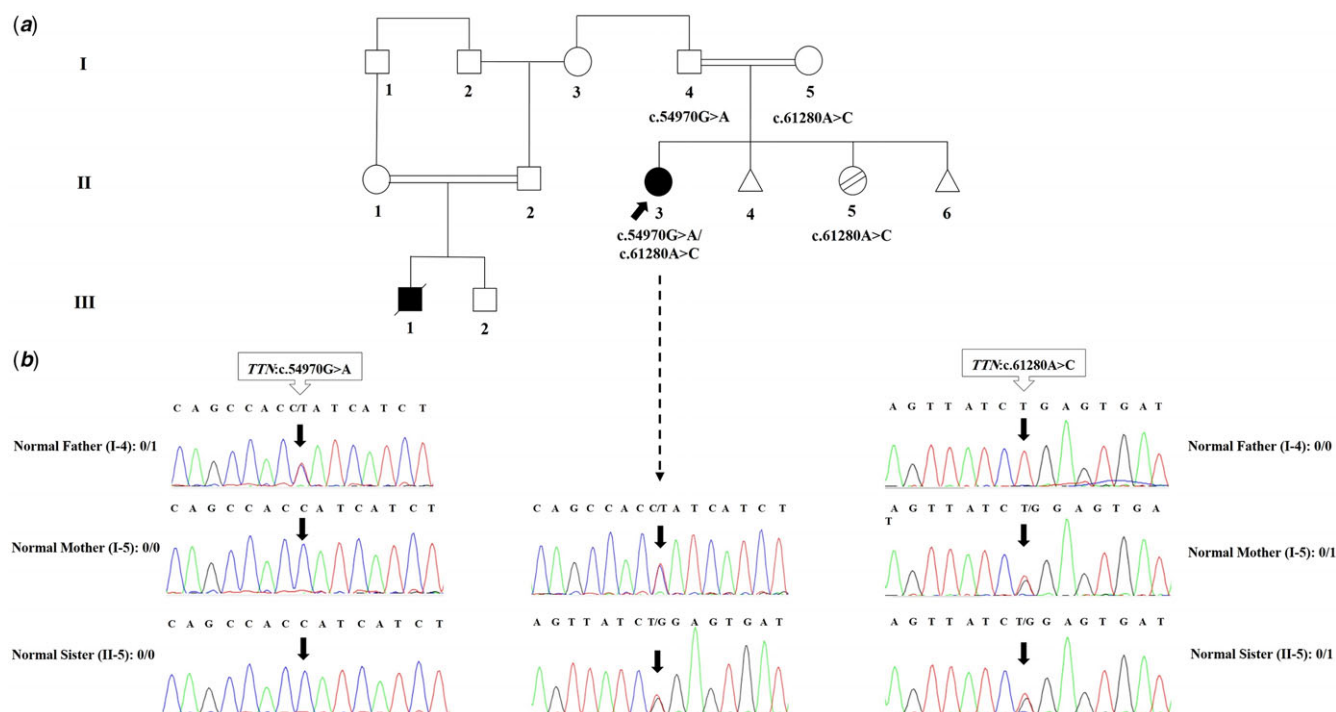 (a)
I
1 2 3 4 5
c.54970G>A c.61280A>C
II
1 2 3 4 5 6
c.54970G>A/
c.61280A>C
c.61280A>C
III
1 2
(b)
TTN:c.54970G>A
C A G C C A C C/T A T C A T C T
Normal Father (I-4): 0/1
C A G C C A C C A T C A T C T
Normal Mother (I-5): 0/0
C A G C C A C C A T C A T C T
Normal Sister (II-5): 0/0
C A G C C A C C/T A T C A T C T
A G T T A T C T/G G A G T G A T
TTN:c.61280A>C
A G T T A T C T G A G T G A T
Normal Father (I-4): 0/0
A G T T A T C T/G G A G T G A
T
Normal Mother (I-5): 0/1
A G T T A T C T/G G A G T G A T
Normal Sister (II-5): 0/1